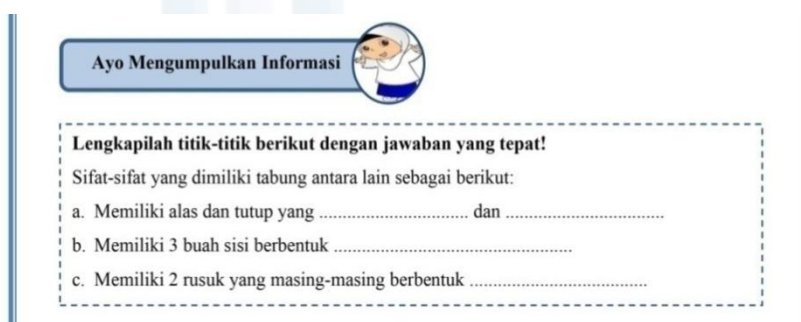 Ayo Mengumpulkan Informasi
Lengkapilah titik-titik berikut dengan jawaban yang tepat!
Sifat-sifat yang dimiliki tabung antara lain sebagai berikut:
a. Memiliki alas dan tutup yang .............................. dan ................................
b. Memiliki 3 buah sisi berbentuk ................................................
c. Memiliki 2 rusuk yang masing-masing berbentuk ....................................